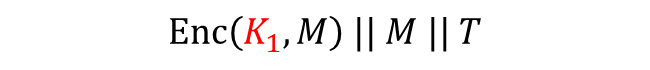 Enc(K₁, M) || M || T